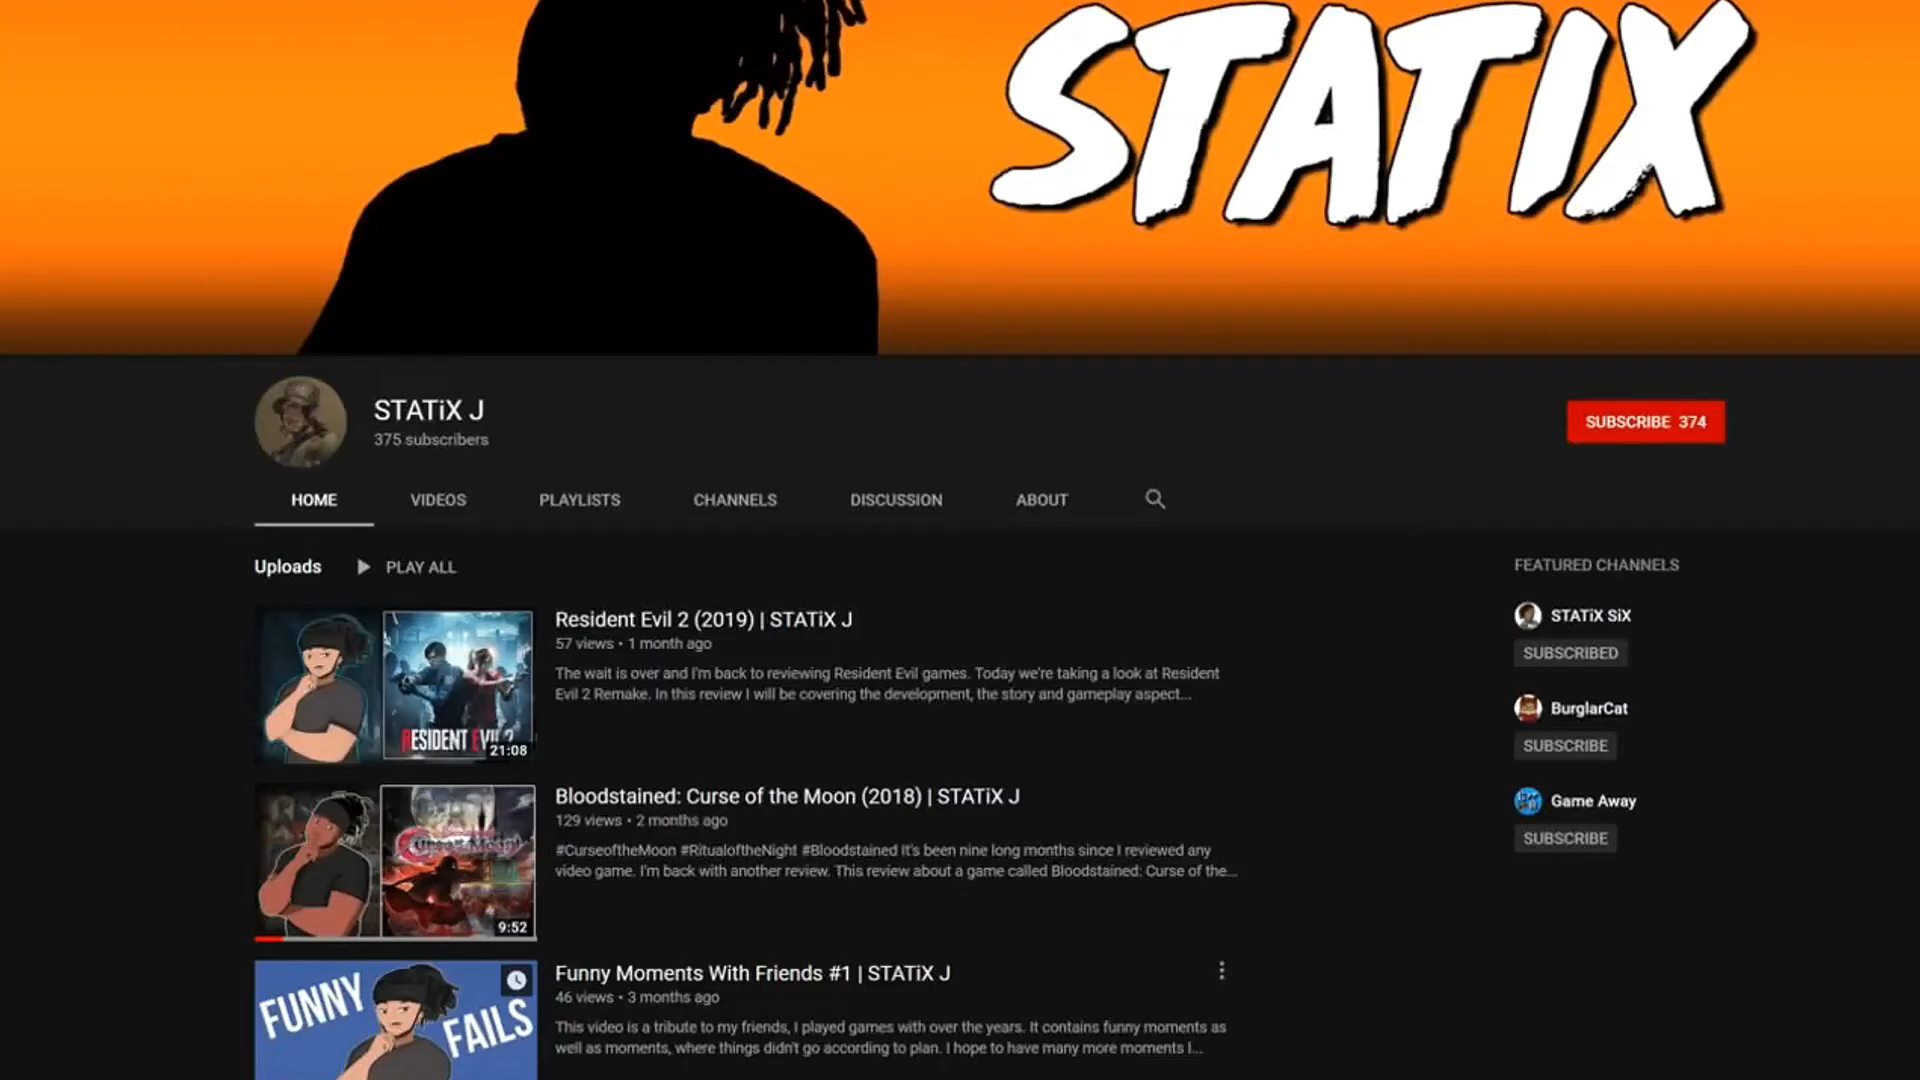 STATIX
STATiX J
375 subscribers
SUBSCRIBE 374
HOME
VIDEOS
PLAYLISTS
CHANNELS
DISCUSSION
ABOUT
Uploads
PLAY ALL
FEATURED CHANNELS
RESIDENT EVIL 2
21:08
Resident Evil 2 (2019) | STATiX J
57 views • 1 month ago
The wait is over and I'm back to reviewing Resident Evil games. Today we're taking a look at Resident
Evil 2 Remake. In this review I will be covering the development, the story and gameplay aspect...
STATiX SiX
SUBSCRIBED
BurglarCat
SUBSCRIBE
Game Away
SUBSCRIBE
9:52
Bloodstained: Curse of the Moon (2018) | STATiX J
129 views • 2 months ago
#CurseoftheMoon #RitualoftheNight #Bloodstained It's been nine long months since I reviewed any
video game. I'm back with another review. This review about a game called Bloodstained: Curse of the...
FUNNY
FAILS
Funny Moments With Friends #1 | STATiX J
46 views • 3 months ago
This video is a tribute to my friends, I played games with over the years. It contains funny moments as
well as moments, where things didn't go according to plan. I hope to have many more moments I...